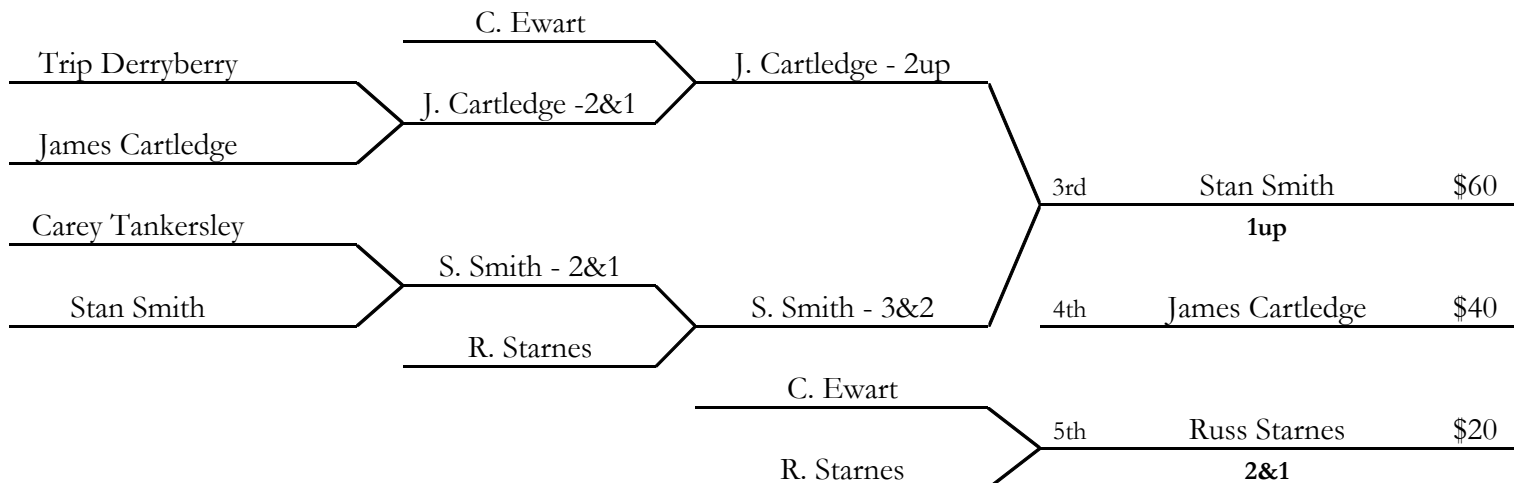 C. Ewart
Trip Derryberry
J. Cartledge - 2up
J. Cartledge -2&1
James Cartledge
3rd Stan Smith $60
1up
Carey Tankersley
S. Smith - 2&1
Stan Smith
S. Smith - 3&2
4th James Cartledge $40
R. Starnes
C. Ewart
5th Russ Starnes $20
R. Starnes
2&1